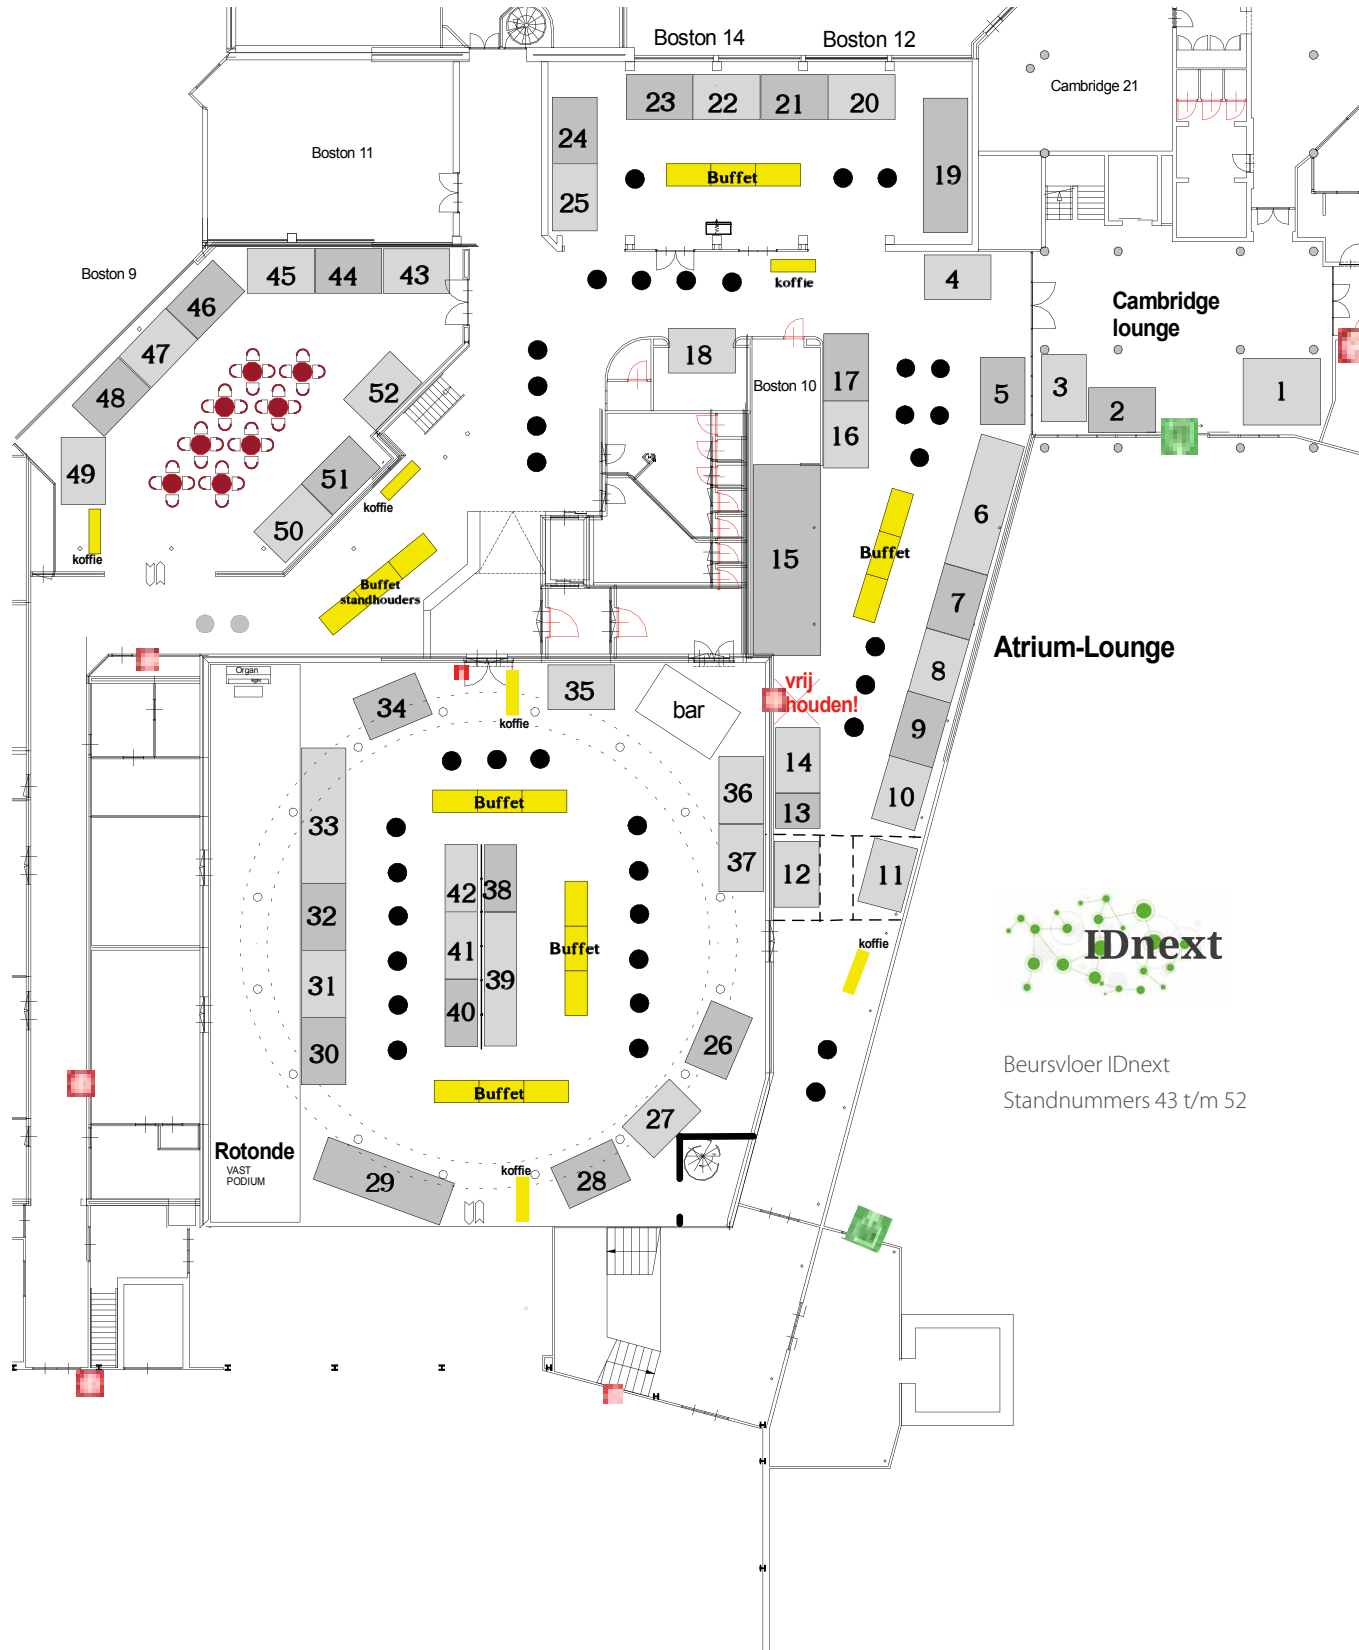 Boston 14
Boston 12
Cambridge 21
23
22
21
20
24
19
Boston 11
25
Buffet
Boston 9
45
44
43
4
koffie
46
Cambridge
lounge
47
18
17
Boston 10
48
52
5
3
2
1
16
49
51
6
koffie
50
koffie
Buffet
15
Buffet
standhouders
7
Atrium-Lounge
8
Organ
34
35
bar
vrij
houden!
koffie
9
14
36
10
13
Buffet
33
37
12
11
42
38
32
IDnext
koffie
41
Buffet
39
31
40
30
26
Beursvloer IDnext
Standnummers 43 t/m 52
Buffet
27
Rotonde
VAST
PODIUM
koffie
29
28